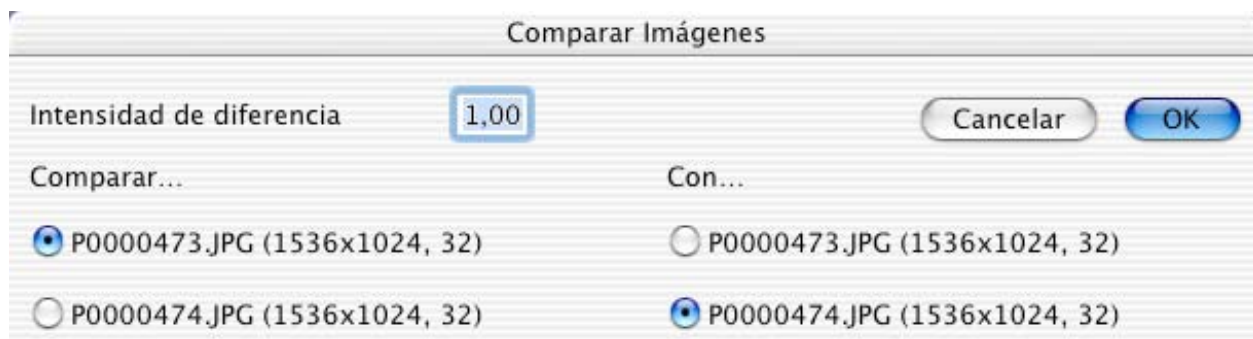 Comparar Imágenes
Intensidad de diferencia 1,00 Cancelar OK
Comparar... Con...
P0000473.JPG (1536x1024, 32) P0000473.JPG (1536x1024, 32)
P0000474.JPG (1536x1024, 32) P0000474.JPG (1536x1024, 32)